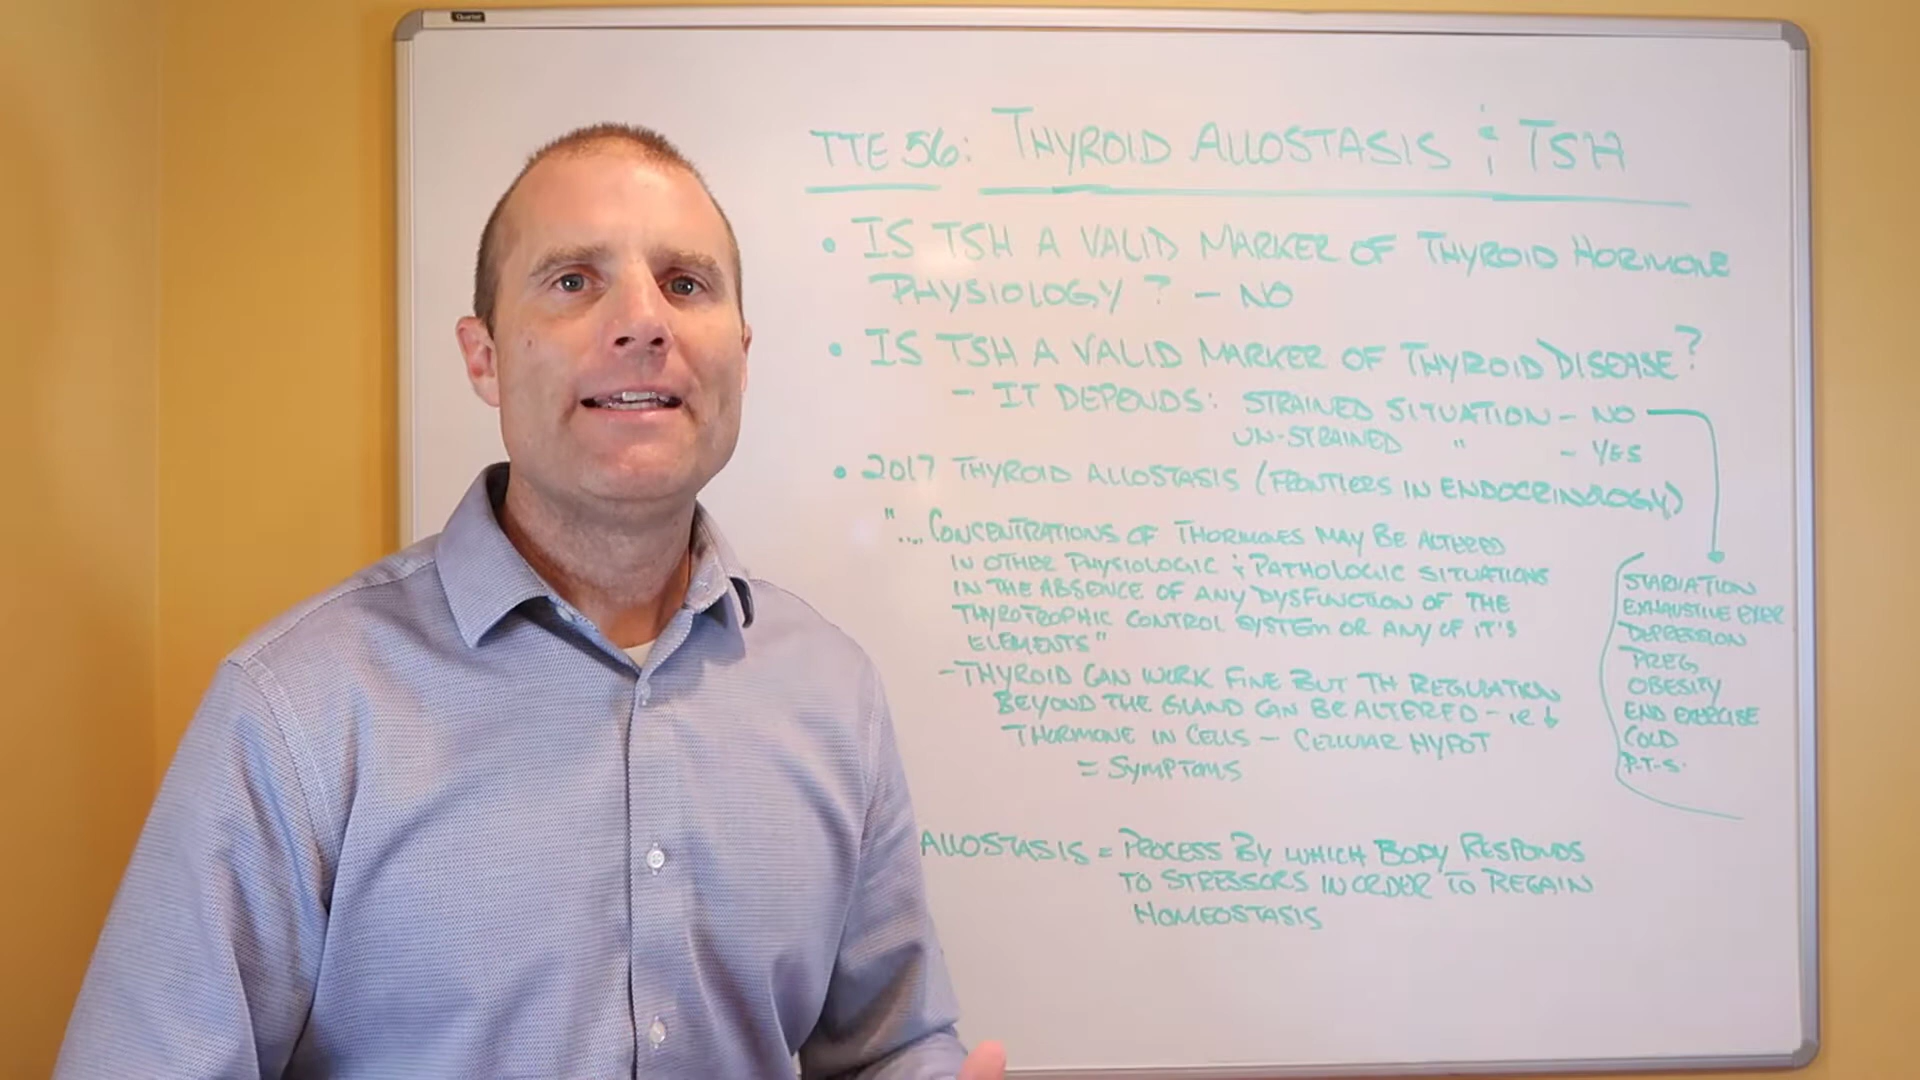 Quartet
TTE 56: THYROID ALLOSTASIS & TSH
• IS TSH A VALID MARKER OF THYROID HORMONE
PHYSIOLOGY? - NO
• IS TSH A VALID MARKER OF THYROID DISEASE?
- IT DEPENDS: STRAINED SITUATION - NO
UN-STRAINED " - YES
• 2017 THYROID ALLOSTASIS (FRONTIERS IN ENDOCRINOLOGY)
"... CONCENTRATIONS OF THORMONES MAY BE ALTERED
IN OTHER PHYSIOLOGIC & PATHOLOGIC SITUATIONS
IN THE ABSENCE OF ANY DYSFUNCTION OF THE
THYROTROPHIC CONTROL SYSTEM OR ANY OF IT'S
ELEMENTS"
- THYROID CAN WORK FINE BUT TH REGULATION
BEYOND THE GLAND CAN BE ALTERED - IE ↓
THORMONE IN CELLS - CELLULAR HYPOT
= SYMPTOMS
STARVATION
EXHAUSTIVE EXER
DEPRESSION
PREG
OBESITY
END EXERCISE
COLD
P.T.S.
ALLOSTASIS = PROCESS BY WHICH BODY RESPONDS
TO STRESSORS IN ORDER TO REGAIN
HOMEOSTASIS